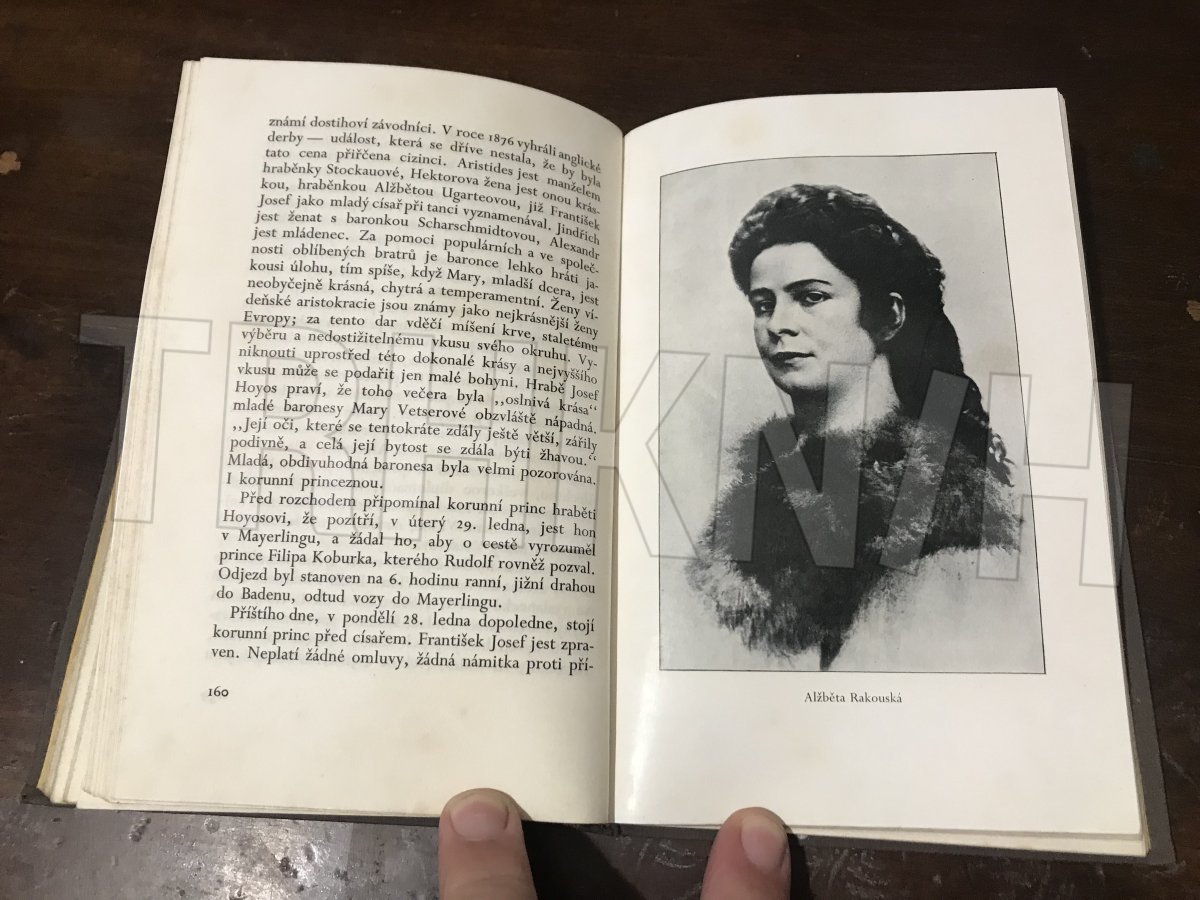 známí dostihoví závodníci. V roce 1876 vyhráli anglické
derby — událost, která se dříve nestala, že by byla
tato cena přiřčena cizinci. Aristides jest manželem
hraběnky Stockauové, Hektorova žena jest onou krás-
kou, hraběnkou Alžbětou Ugarteovou, již František
Josef jako mladý císař při tanci vyznamenával. Jindřich
jest ženat s baronkou Scharschmidtovou, Alexandr
jest mládenec. Za pomoci populárních a ve společ-
nosti oblíbených bratrů je baronce lehko hráti ja-
kousi úlohu, tím spíše, když Mary, mladší dcera, jest
neobyčejně krásná, chytrá a temperamentní. Ženy ví-
deňské aristokracie jsou známy jako nejkrásnější ženy
Evropy; za tento dar vděčí míšení krve, staletému
výběru a nedostižitelnému vkusu svého okruhu. Vy-
niknouti uprostřed této dokonalé krásy a nejvyššího
vkusu může se podařit jen malé bohyni. Hrabě Josef
Hoyos praví, že toho večera byla ,,oslnivá krása“
mladé baronesy Mary Vetserové obzvláště nápadná.
,,Její oči, které se tentokráte zdály ještě větší, zářily
podivně, a celá její bytost se zdála býti žhavou.“
Mladá, obdivuhodná baronesa byla velmi pozorována.
I korunní princeznou.
Před rozchodem připomínal korunní princ hraběti
Hoyosovi, že pozítří, v úterý 29. ledna, jest hon
v Mayerlingu, a žádal ho, aby o cestě vyrozuměl
prince Filipa Koburka, kterého Rudolf rovněž pozval.
Odjezd byl stanoven na 6. hodinu ranní, jižní drahou
do Badenu, odtud vozy do Mayerlingu.
Příštího dne, v pondělí 28. ledna dopoledne, stojí
korunní princ před císařem. František Josef jest zpra-
ven. Neplatí žádné omluvy, žádná námitka proti pří-
160
Alžběta Rakouská
TRHKNIH